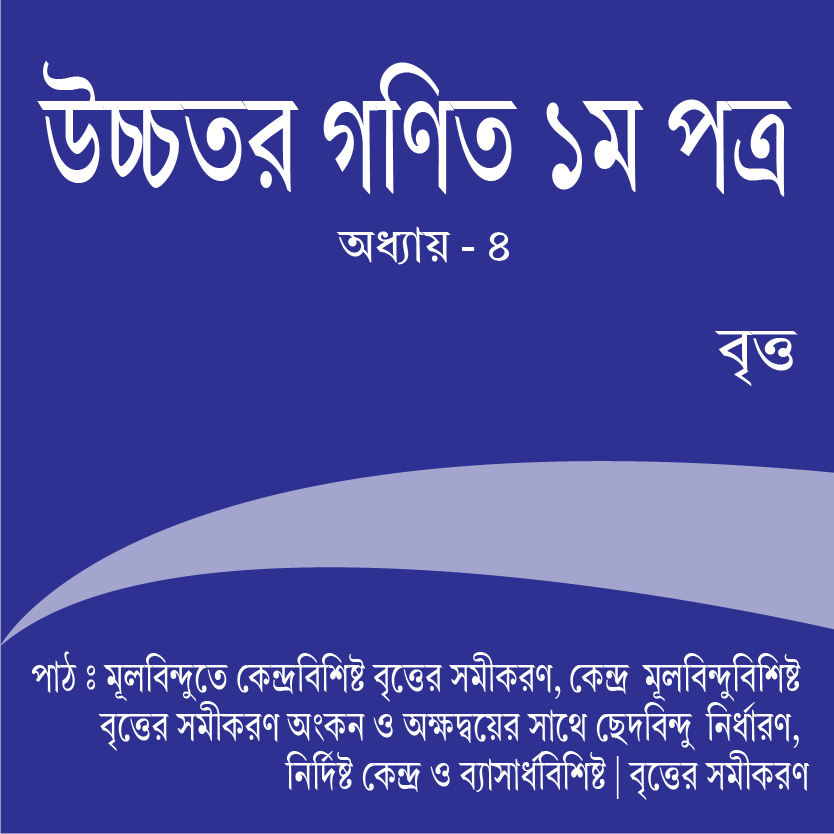 উচ্চতর গণিত ১ম পত্র
অধ্যায় - ৪
বৃত্ত
পাঠ ঃ মূলবিন্দুতে কেন্দ্রবিশিষ্ট বৃত্তের সমীকরণ, কেন্দ্র মূলবিন্দুবিশিষ্ট
বৃত্তের সমীকরণ অংকন ও অক্ষদ্বয়ের সাথে ছেদবিন্দু নির্ধারণ,
নির্দিষ্ট কেন্দ্র ও ব্যাসার্ধবিশিষ্ট | বৃত্তের সমীকরণ